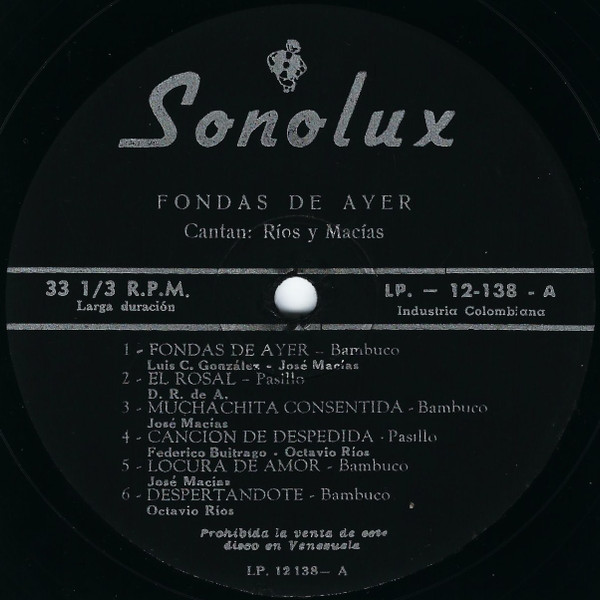 Sonolux
FONDAS DE AYER
Cantan: Ríos y Macías
33 1/3 R.P.M.
Larga duración
LP. — 12-138 - A
Industria Colombiana
1 - FONDAS DE AYER – Bambuco
Luis C. González - José Macías
2 - EL ROSAL – Pasillo
D. R. de A.
3 - MUCHACHITA CONSENTIDA - Bambuco
José Macías
4 - CANCION DE DESPEDIDA - Pasillo
Federico Buitrago - Octavio Ríos
5 - LOCURA DE AMOR - Bambuco
José Macías
6 - DESPERTANDOTE - Bambuco
Octavio Ríos
Prohibida la venta de este
disco en Venezuela
LP. 12138— A